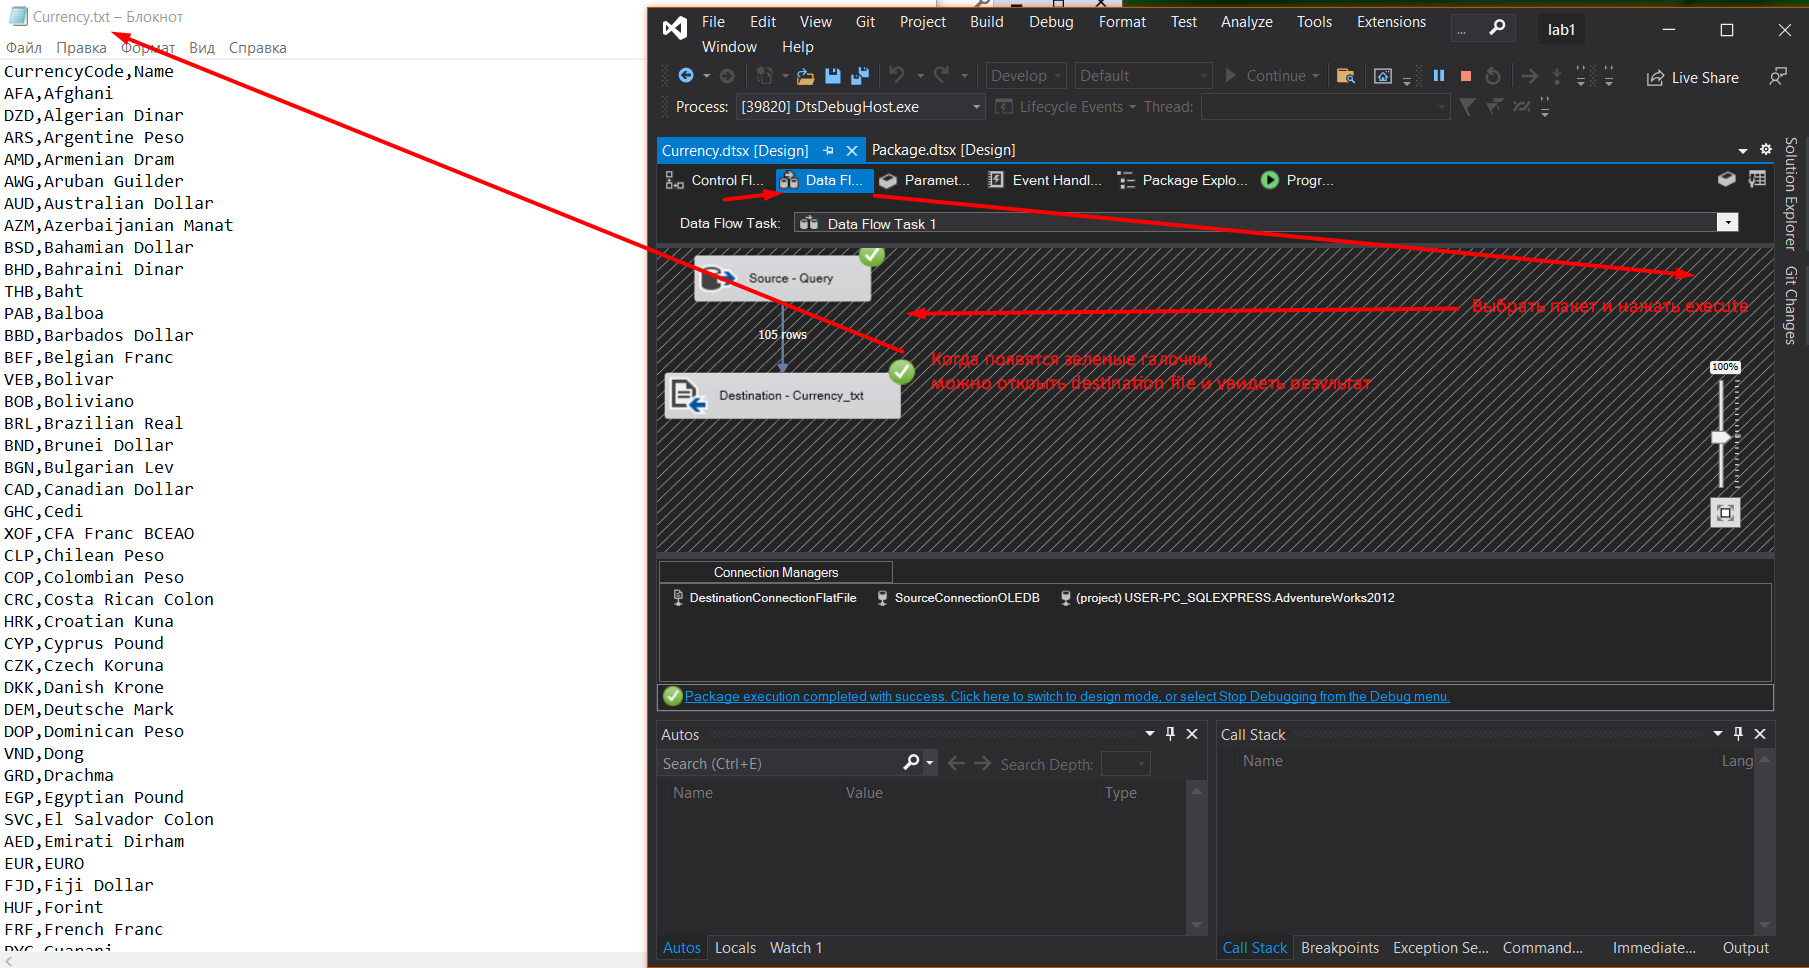 Currency.txt – Блокнот
Файл Правка Формат Вид Справка
CurrencyCode,Name
AFA,Afghani
DZD,Algerian Dinar
ARS,Argentine Peso
AMD,Armenian Dram
AWG,Aruban Guilder
AUD,Australian Dollar
AZM,Azerbaijanian Manat
BSD,Bahamian Dollar
BHD,Bahraini Dinar
THB,Baht
PAB,Balboa
BBD,Barbados Dollar
BEF,Belgian Franc
VEB,Bolivar
BOB,Boliviano
BRL,Brazilian Real
BND,Brunei Dollar
BGN,Bulgarian Lev
CAD,Canadian Dollar
GHC,Cedi
XOF,CFA Franc BCEAO
CLP,Chilean Peso
COP,Colombian Peso
CRC,Costa Rican Colon
HRK,Croatian Kuna
CYP,Cyprus Pound
CZK,Czech Koruna
DKK,Danish Krone
DEM,Deutsche Mark
DOP,Dominican Peso
VND,Dong
GRD,Drachma
EGP,Egyptian Pound
SVC,El Salvador Colon
AED,Emirati Dirham
EUR,EURO
FJD,Fiji Dollar
HUF,Forint
FRF,French Franc
File Edit View Git Project Build Debug Format Test Analyze Tools Extensions
... lab1
Window Help
Develop Default Continue Live Share
Process: [39820] DtsDebugHost.exe Lifecycle Events Thread:
Currency.dtsx [Design] Package.dtsx [Design]
Control Fl... Data Fl... Paramet... Event Handl... Package Explo... Progr...
Data Flow Task: Data Flow Task 1
Source - Query
Выбрать пакет и нажать execute
105 rows
Когда появятся зеленые галочки,
можно открыть destination file и увидеть результат
Destination - Currency_txt
100%
Connection Managers
DestinationConnectionFlatFile SourceConnectionOLEDB (project) USER-PC_SQLEXPRESS.AdventureWorks2012
Package execution completed with success. Click here to switch to design mode, or select Stop Debugging from the Debug menu.
Autos
Search (Ctrl+E) Search Depth:
Name Value Type
Autos Locals Watch 1
Call Stack
Name Lang
Call Stack Breakpoints Exception Se... Command... Immediate... Output
Solution Explorer
Git Changes